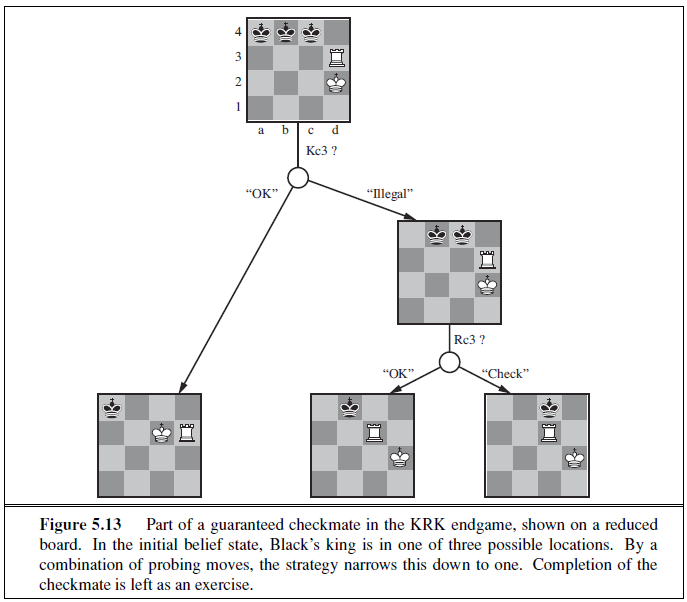 4
3
2
1
a b c d
Kc3 ?
“OK” “Illegal”
Rc3 ?
“OK” “Check”
Figure 5.13 Part of a guaranteed checkmate in the KRK endgame, shown on a reduced
board. In the initial belief state, Black’s king is in one of three possible locations. By a
combination of probing moves, the strategy narrows this down to one. Completion of the
checkmate is left as an exercise.